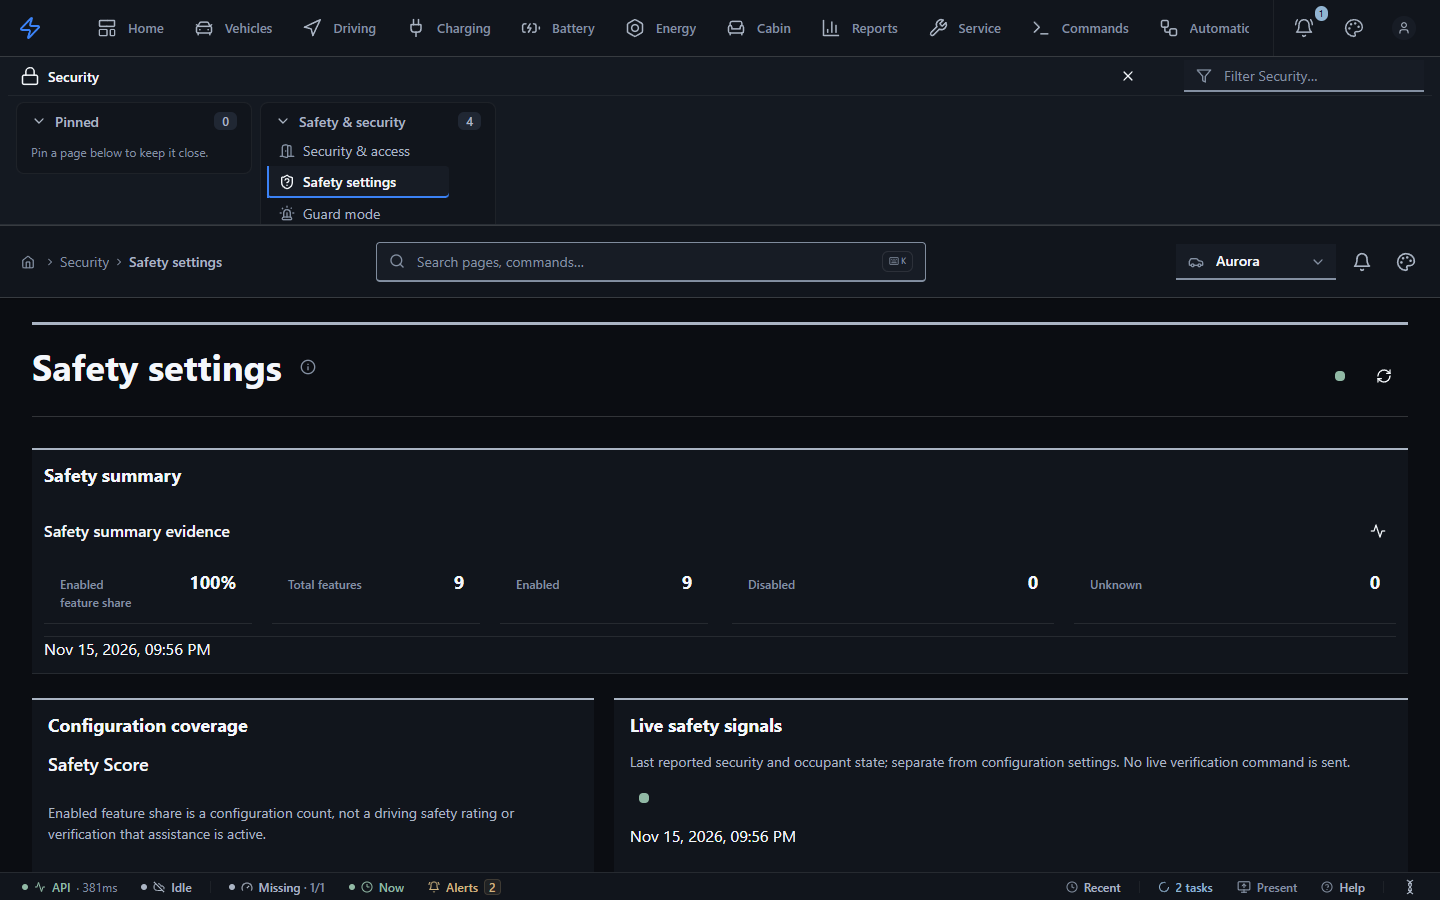 Home
Vehicles
Driving
Charging
Battery
Energy
Cabin
Reports
Service
Commands
Automatic
1
Security
Filter Security...
Pinned
0
Pin a page below to keep it close.
Safety & security
4
Security & access
Safety settings
Guard mode
Security
Safety settings
Search pages, commands...
K
Aurora
Safety settings
Safety summary
Safety summary evidence
Enabled feature share
100%
Total features
9
Enabled
9
Disabled
0
Unknown
0
Nov 15, 2026, 09:56 PM
Configuration coverage
Safety Score
Enabled feature share is a configuration count, not a driving safety rating or
verification that assistance is active.
Live safety signals
Last reported security and occupant state; separate from configuration settings. No live verification command is sent.
Nov 15, 2026, 09:56 PM
API · 381ms
Idle
Missing · 1/1
Now
Alerts 2
Recent
2 tasks
Present
Help